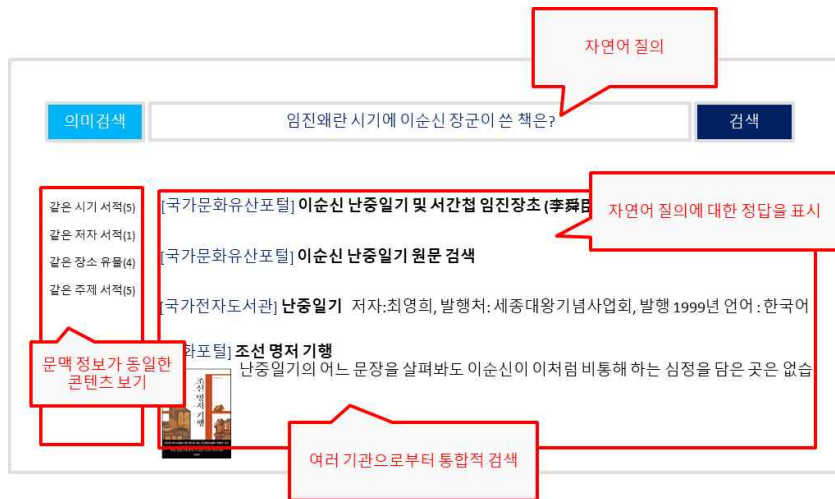 자연어 질의
의미검색
임진왜란 시기에 이순신 장군이 쓴 책은?
검색
같은 시기 서적(5)
같은 저자 서적(1)
같은 장소 유물(4)
같은 주제 서적(5)
문맥 정보가 동일한
콘텐츠 보기
[국가문화유산포털] 이순신 난중일기 및 서간첩 임진장초 (李舜臣
자연어 질의에 대한 정답을 표시
[국가문화유산포털] 이순신 난중일기 원문 검색
[국가전자도서관] 난중일기 저자:최영희, 발행처: 세종대왕기념사업회, 발행 1999년 언어 : 한국어
화포털] 조선 명저 기행
난중일기의 어느 문장을 살펴봐도 이순신이 이처럼 비통해 하는 심정을 담은 곳은 없습
조선 명저 기행
여러 기관으로부터 통합적 검색